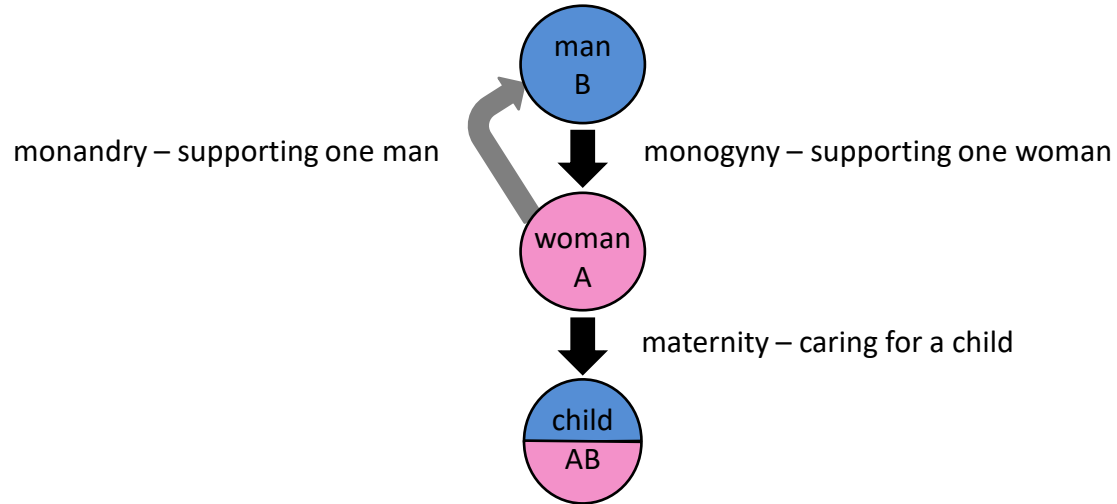 man
B
monandry – supporting one man
monogyny – supporting one woman
woman
A
maternity – caring for a child
child
AB